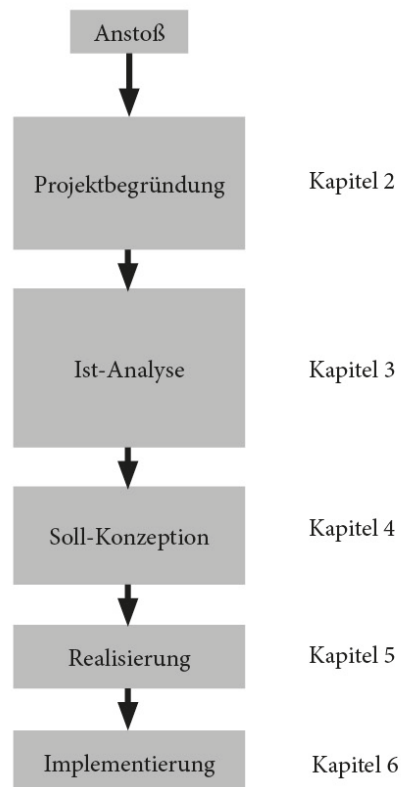 Anstoß
Projektbegründung
Kapitel 2
Ist-Analyse
Kapitel 3
Soll-Konzeption
Kapitel 4
Realisierung
Kapitel 5
Implementierung
Kapitel 6